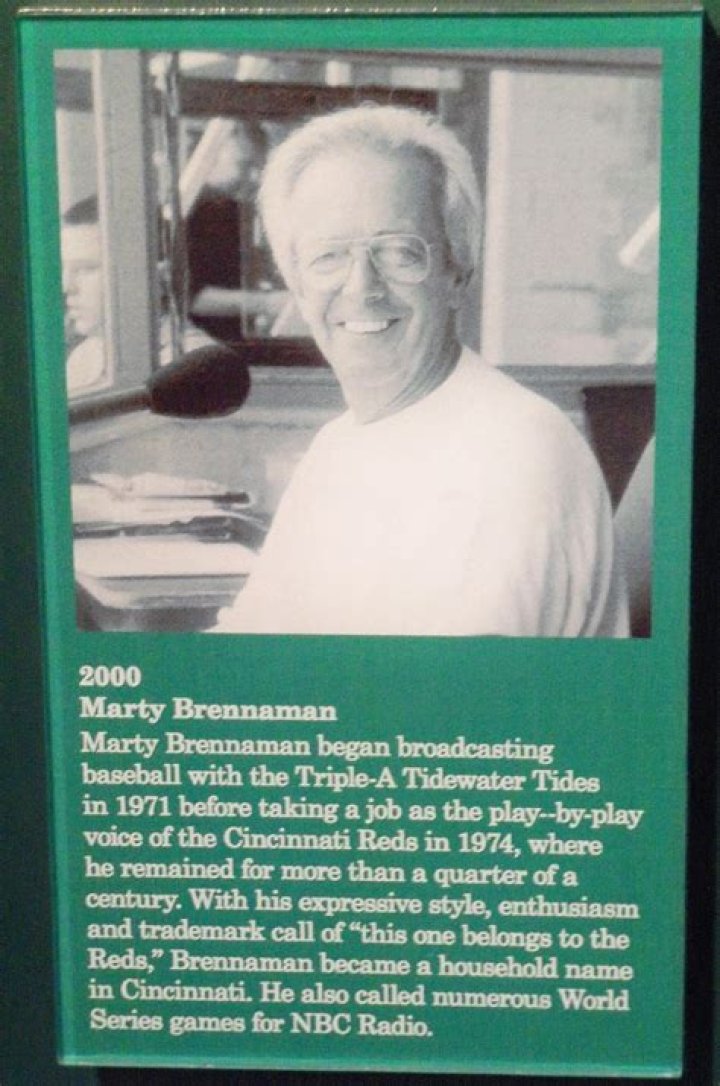 2000
Marty Brennaman
Marty Brennaman began broadcasting
baseball with the Triple-A Tidewater Tides
in 1971 before taking a job as the play--by-play
voice of the Cincinnati Reds in 1974, where
he remained for more than a quarter of a
century. With his expressive style, enthusiasm
and trademark call of “this one belongs to the
Reds,” Brennaman became a household name
in Cincinnati. He also called numerous World
Series games for NBC Radio.